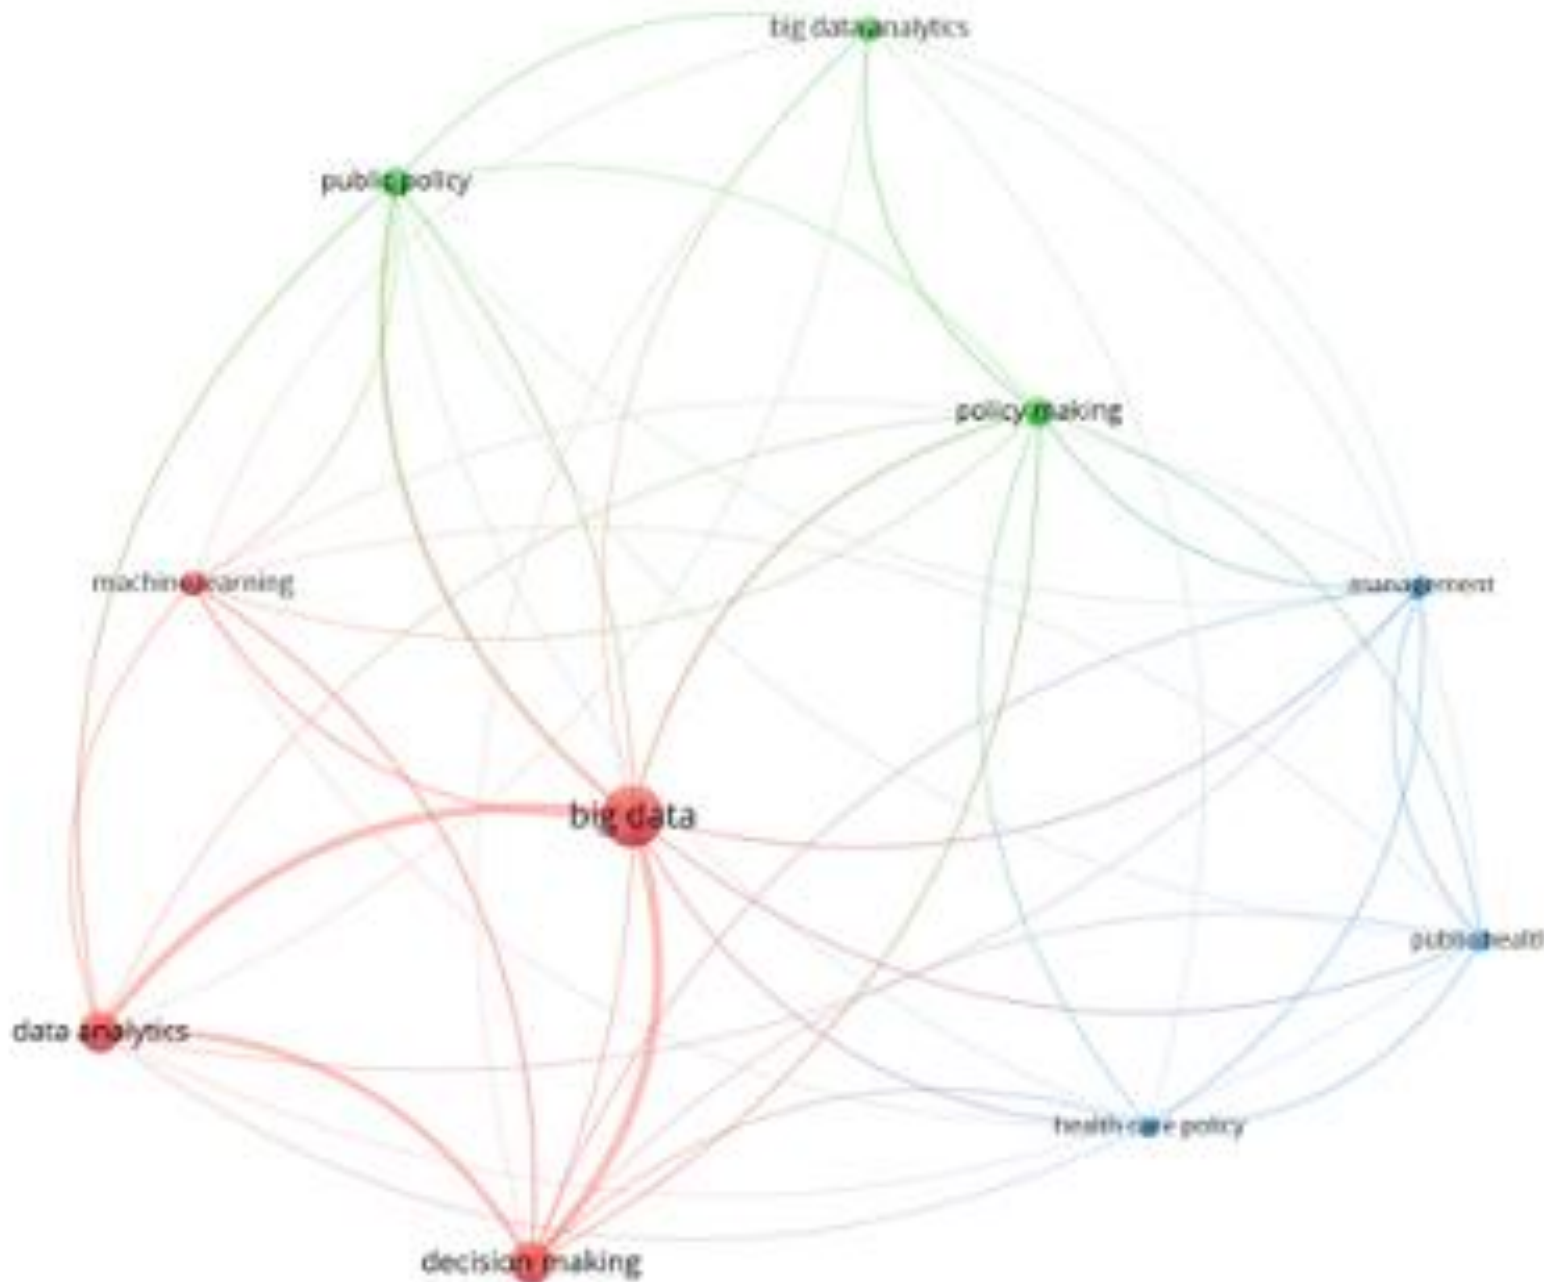 big data analytics
public policy
policy making
machine learning
management
big data
public health
data analytics
health care policy
decision making